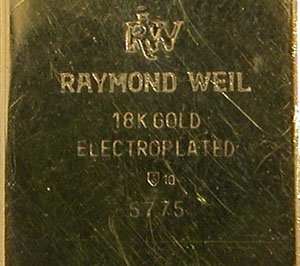 RW
RAYMOND WEIL
18K GOLD
ELECTROPLATED
10
5775